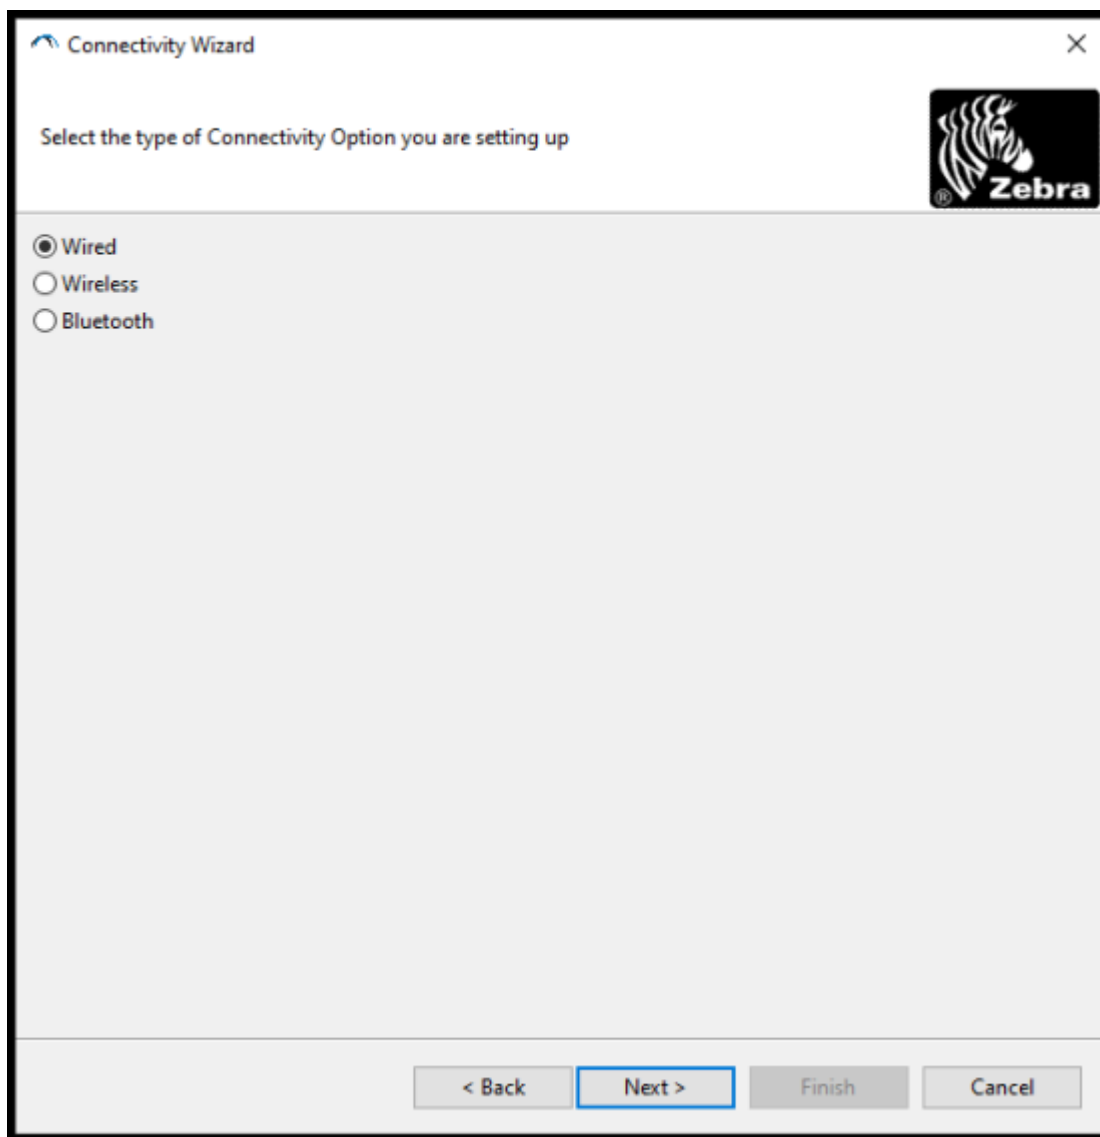 Connectivity Wizard
Select the type of Connectivity Option you are setting up
Zebra
®
Wired
Wireless
Bluetooth
< Back
Next >
Finish
Cancel